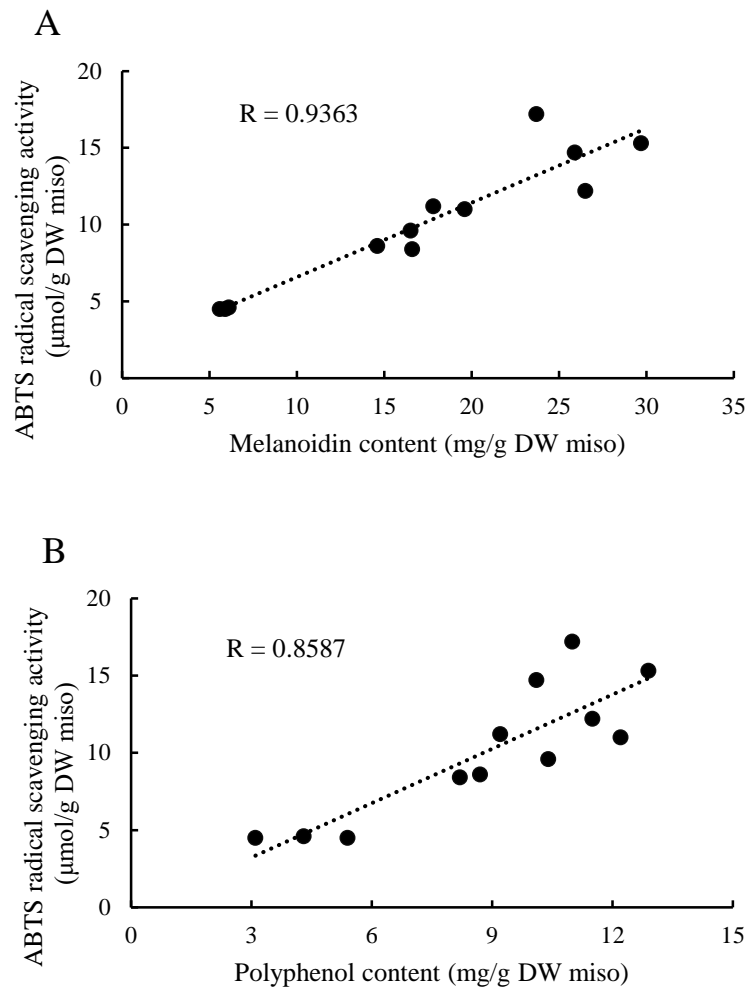 A
ABTS radical scavenging activity
(μmol/g DW miso)
20
15
10
5
0
R = 0.9363
0 5 10 15 20 25 30 35
Melanoidin content (mg/g DW miso)
B
ABTS radical scavenging activity
(μmol/g DW miso)
20
15
10
5
0
R = 0.8587
0 3 6 9 12 15
Polyphenol content (mg/g DW miso)